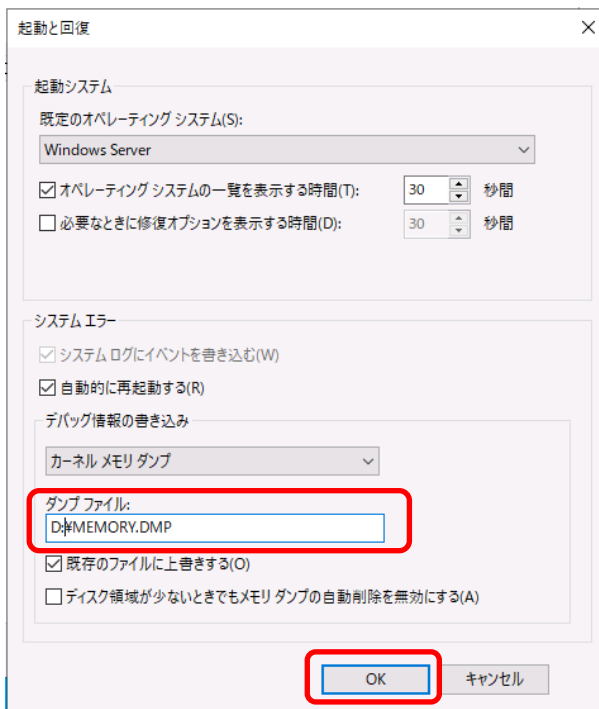 起動と回復
起動システム
既定のオペレーティング システム(S):
Windows Server
オペレーティング システムの一覧を表示する時間(T): 30 秒間
必要なときに修復オプションを表示する時間(D): 30 秒間
システム エラー
システム ログにイベントを書き込む(W)
自動的に再起動する(R)
デバッグ情報の書き込み
カーネル メモリ ダンプ
ダンプ ファイル:
D:¥MEMORY.DMP
既存のファイルに上書きする(O)
ディスク領域が少ないときでもメモリ ダンプの自動削除を無効にする(A)
OK キャンセル